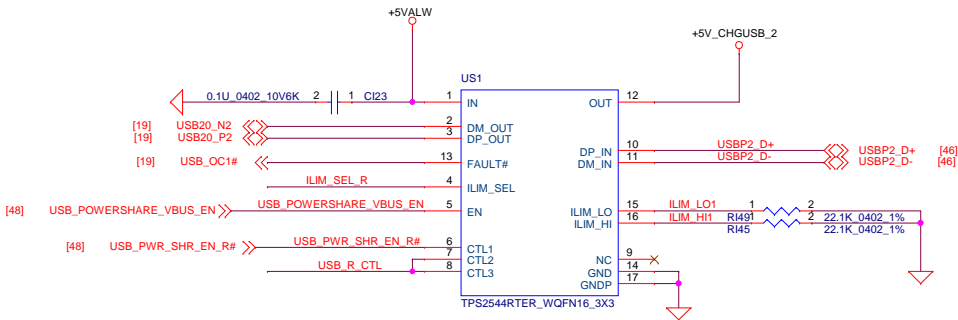 +5VALW
+5V_CHGUSB_2
US1
0.1U_0402_10V6K 2 1 CI23 1 IN OUT 12
[19] USB20_N2 2 DM_OUT
[19] USB20_P2 3 DP_OUT
DP_IN 10 USBP2_D+ USBP2_D+ [46]
DM_IN 11 USBP2_D- USBP2_D- [46]
[19] USB_OC1# 13 FAULT#
ILIM_SEL_R 4 ILIM_SEL
[48] USB_POWERSHARE_VBUS_EN USB_POWERSHARE_VBUS_EN 5 EN
ILIM_LO 15 ILIM_LO1 1 2
ILIM_HI 16 ILIM_HI1 RI49 1 2 22.1K_0402_1%
RI45 22.1K_0402_1%
[48] USB_PWR_SHR_EN_R# USB_PWR_SHR_EN_R# 6 CTL1
7 CTL2
USB_R_CTL 8 CTL3
NC 9
GND 14
GNDP 17
TPS2544RTER_WQFN16_3X3